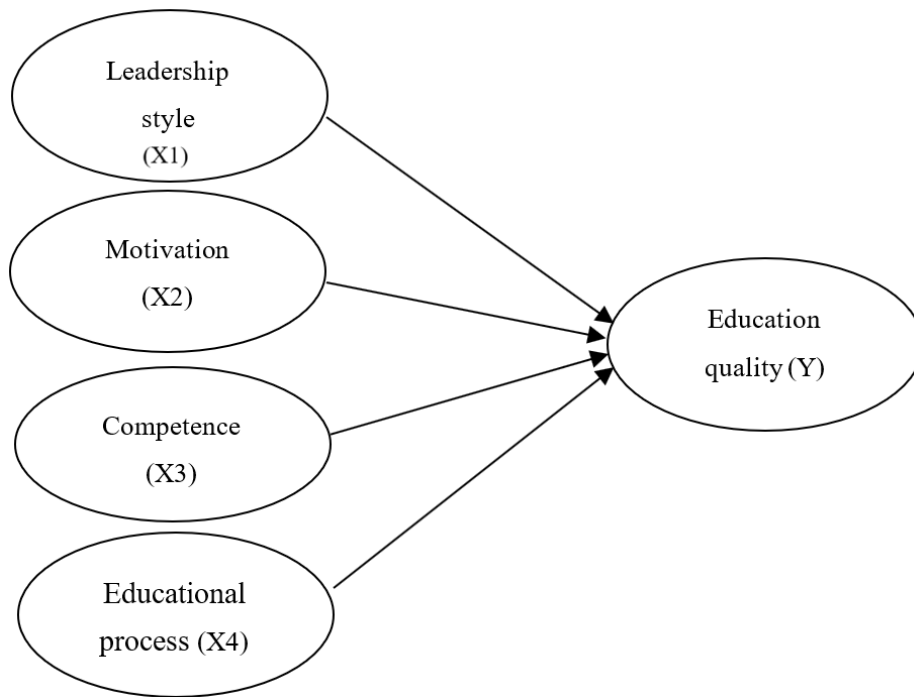 Leadership
style
(X1)
Motivation
(X2)
Competence
(X3)
Educational
process (X4)
Education
quality (Y)